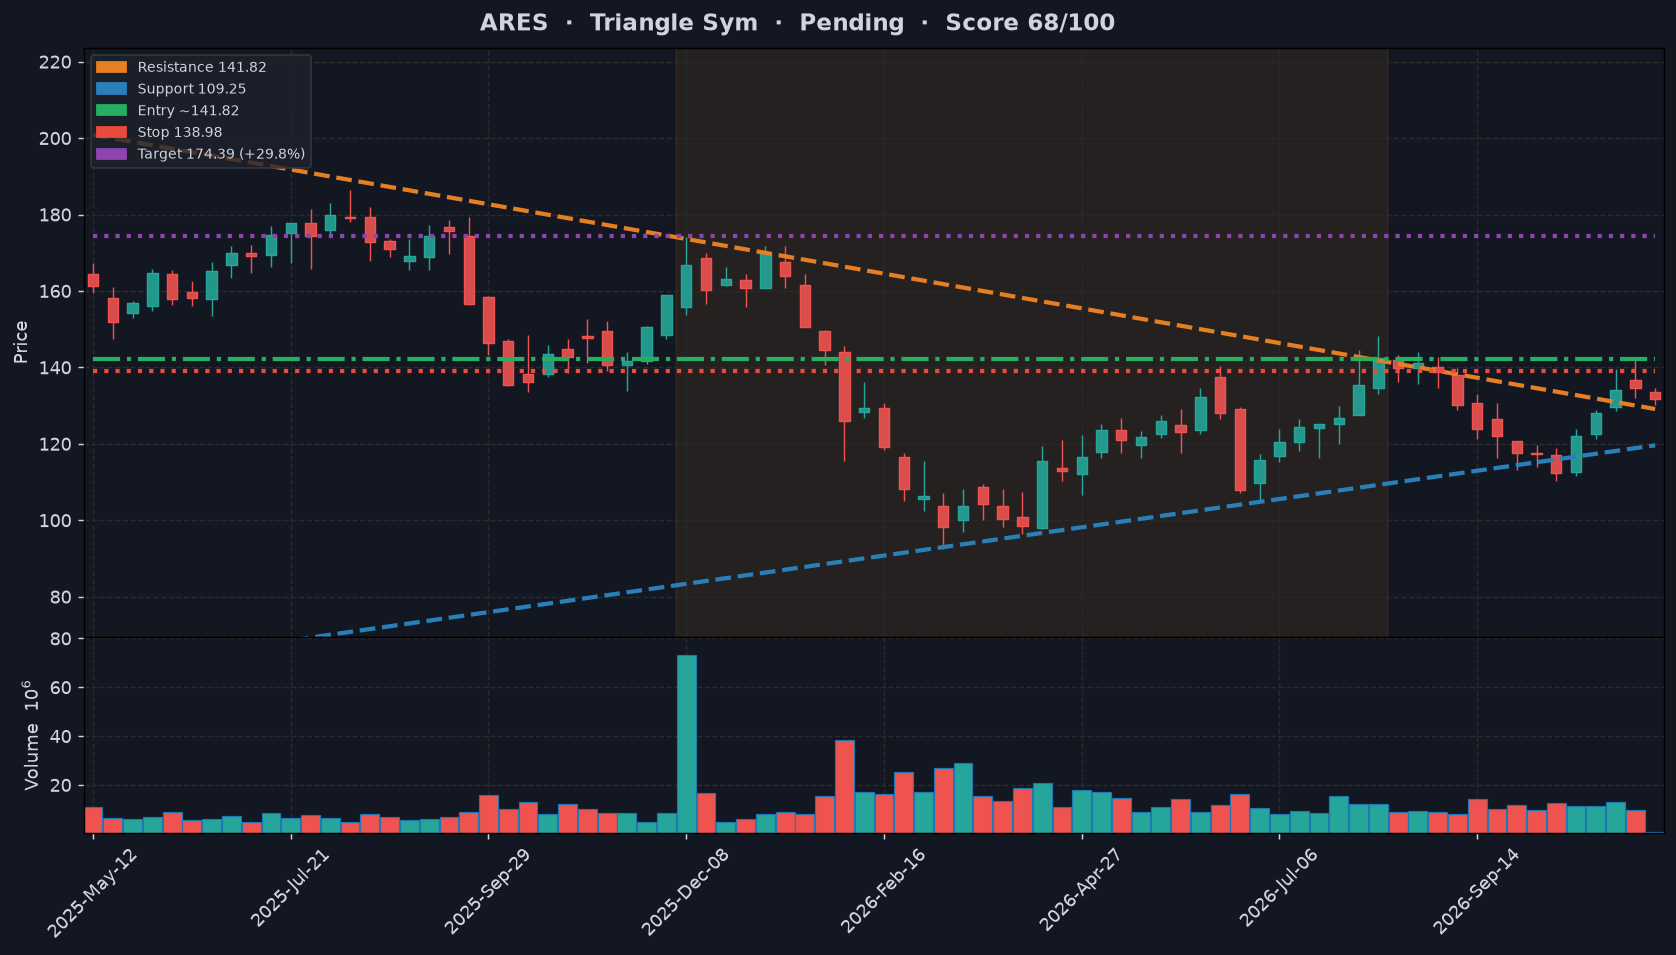 ARES · Triangle Sym · Pending · Score 68/100
Resistance 141.82
Support 109.25
Entry ~141.82
Stop 138.98
Target 174.39 (+29.8%)
Price
220
200
180
160
140
120
100
80
Volume 10⁶
80
60
40
20
2025-May-12
2025-Jul-21
2025-Sep-29
2025-Dec-08
2026-Feb-16
2026-Apr-27
2026-Jul-06
2026-Sep-14